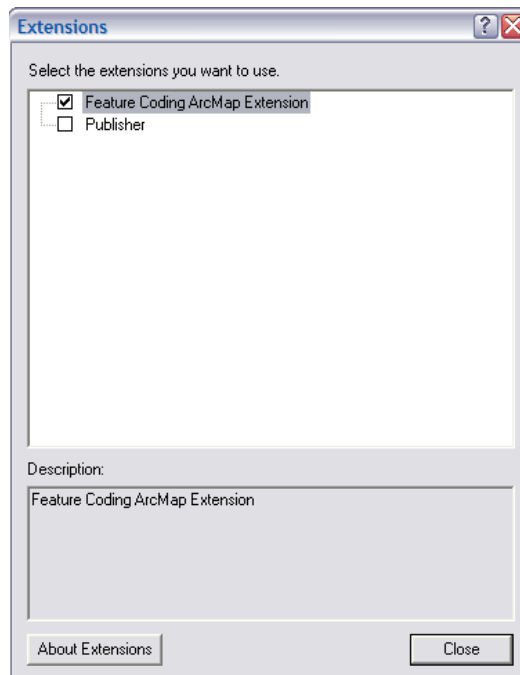 Extensions
Select the extensions you want to use.
Feature Coding ArcMap Extension
Publisher
Description:
Feature Coding ArcMap Extension
About Extensions
Close